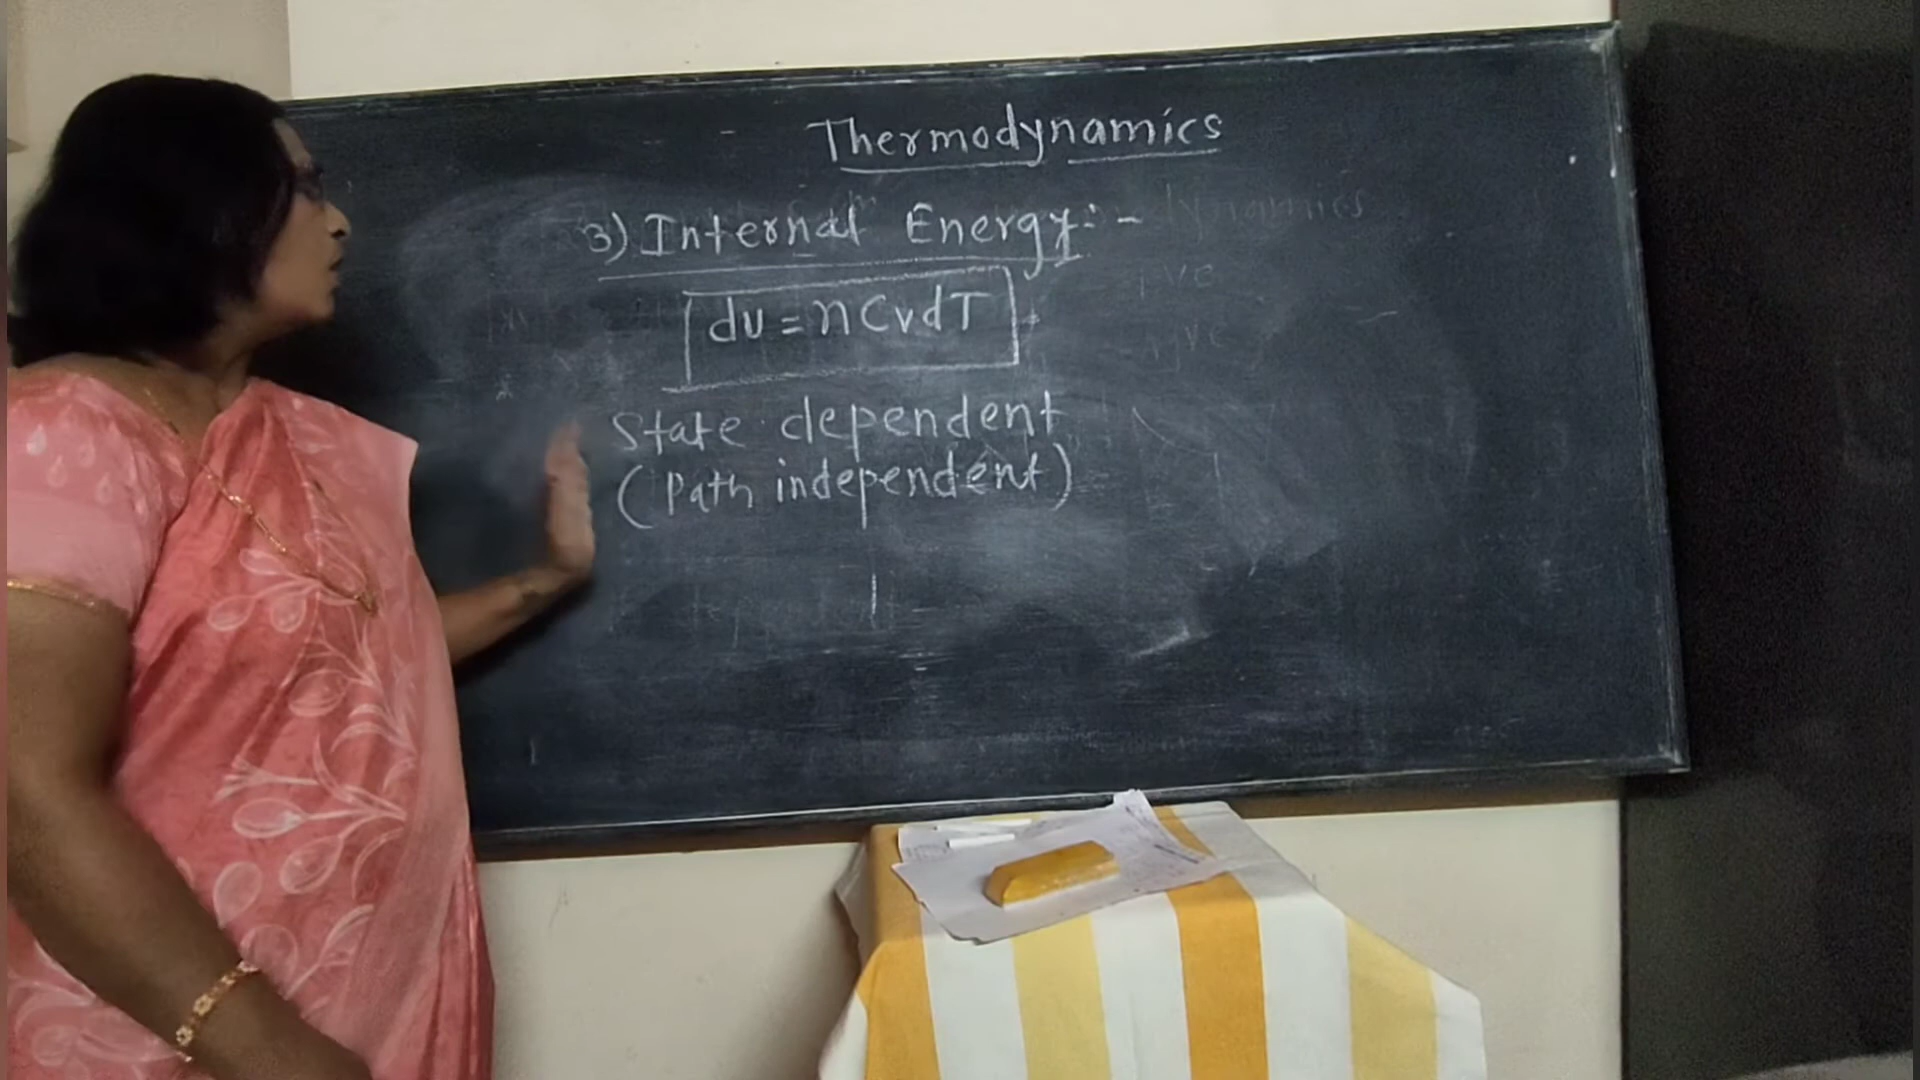 Thermodynamics
3) Internal Energy :-
du = nCvdT
State dependent
(Path independent)